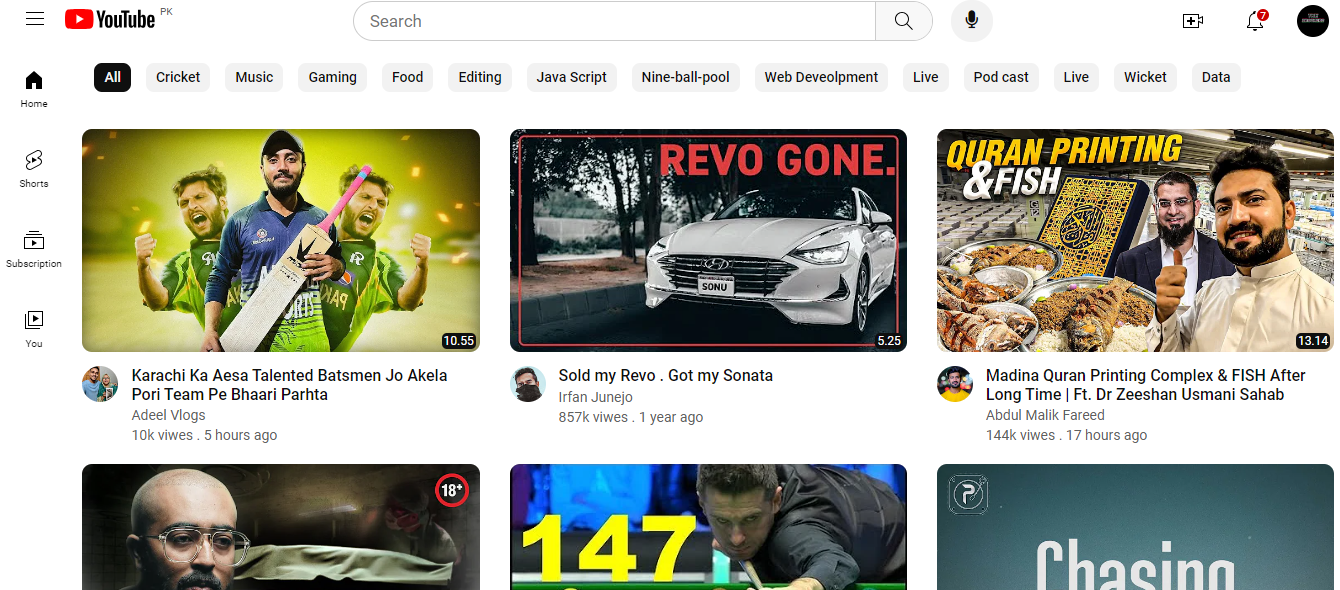 YouTube PK
Search
7
All Cricket Music Gaming Food Editing Java Script Nine-ball-pool Web Deveolpment Live Pod cast Live Wicket Data
Home
Shorts
Subscription
You
10.55
REVO GONE.
SONU
5.25
QURAN PRINTING
&FISH
13.14
Karachi Ka Aesa Talented Batsmen Jo Akela
Pori Team Pe Bhaari Parhta
Adeel Vlogs
10k viwes . 5 hours ago
Sold my Revo . Got my Sonata
Irfan Junejo
857k viwes . 1 year ago
Madina Quran Printing Complex & FISH After
Long Time | Ft. Dr Zeeshan Usmani Sahab
Abdul Malik Fareed
144k viwes . 17 hours ago
18+
147
Chasing